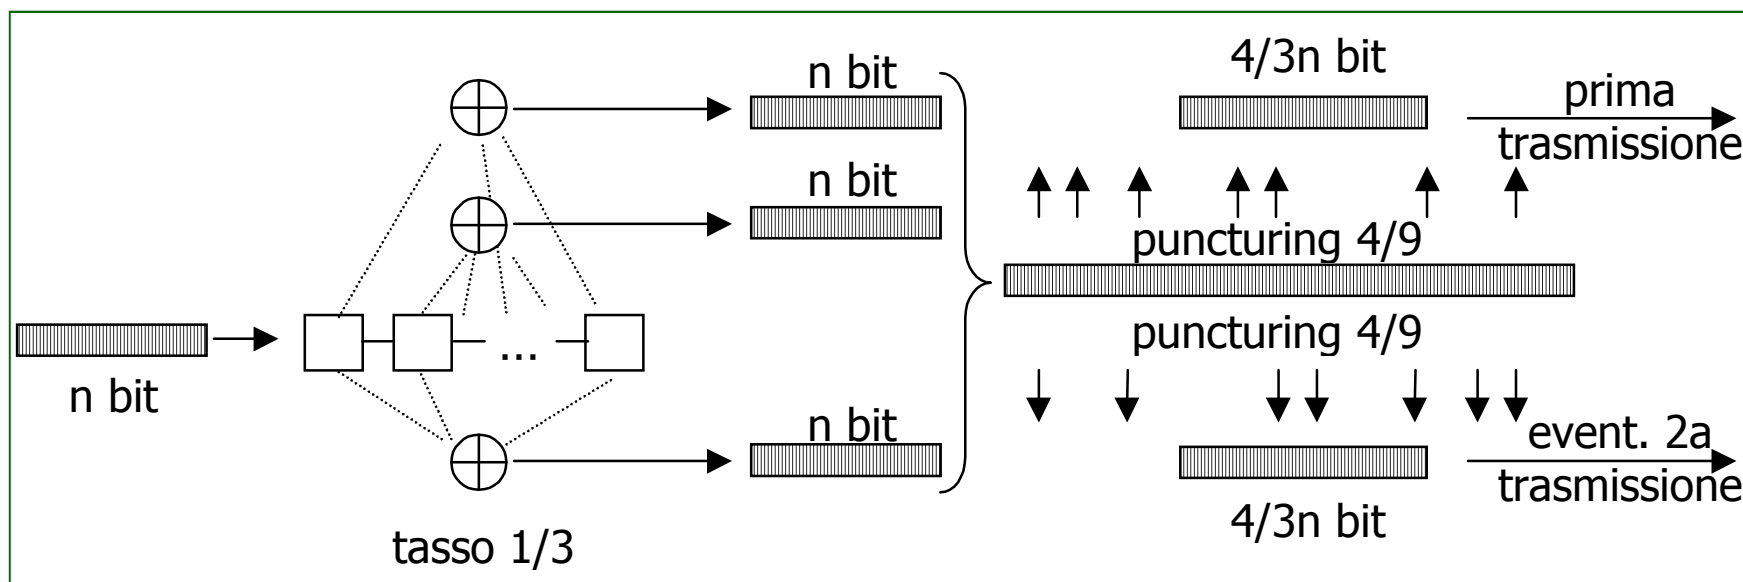 n bit
...
tasso 1/3
n bit
n bit
n bit
4/3n bit
prima
trasmissione
puncturing 4/9
puncturing 4/9
event. 2a
trasmissione
4/3n bit